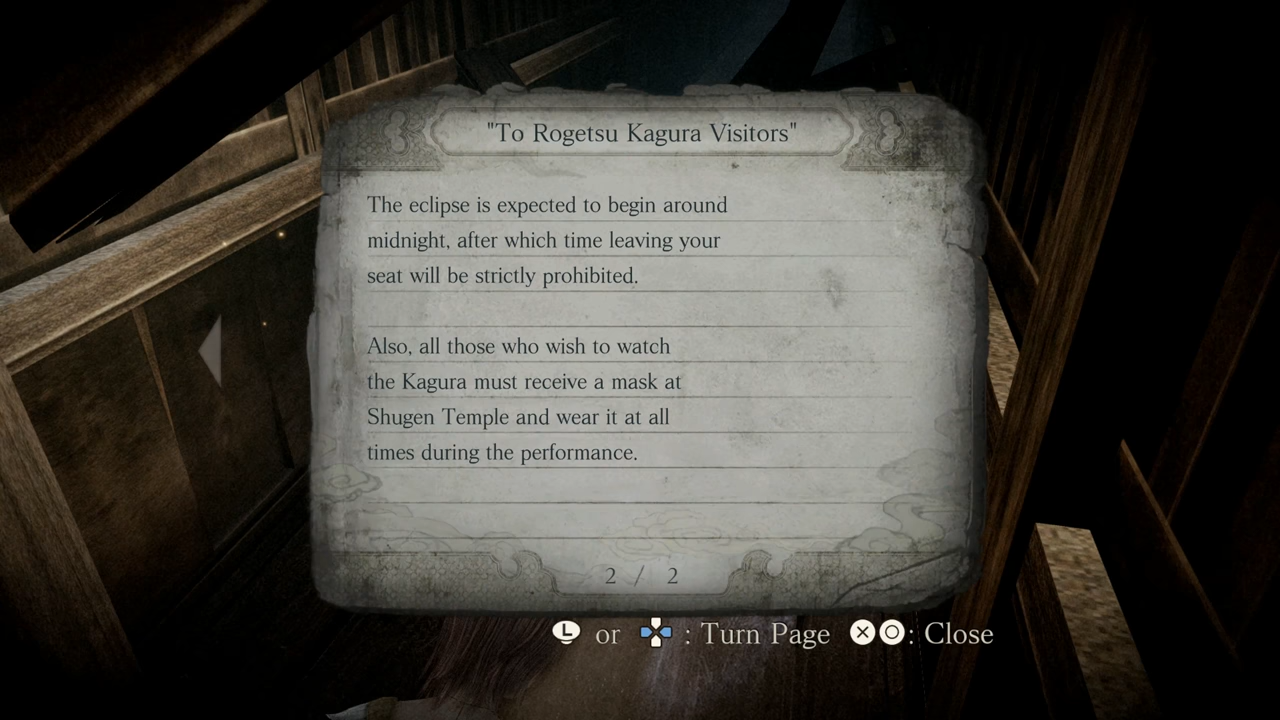 "To Rogetsu Kagura Visitors"
The eclipse is expected to begin around
midnight, after which time leaving your
seat will be strictly prohibited.
Also, all those who wish to watch
the Kagura must receive a mask at
Shugen Temple and wear it at all
times during the performance.
2 / 2
L or : Turn Page : Close